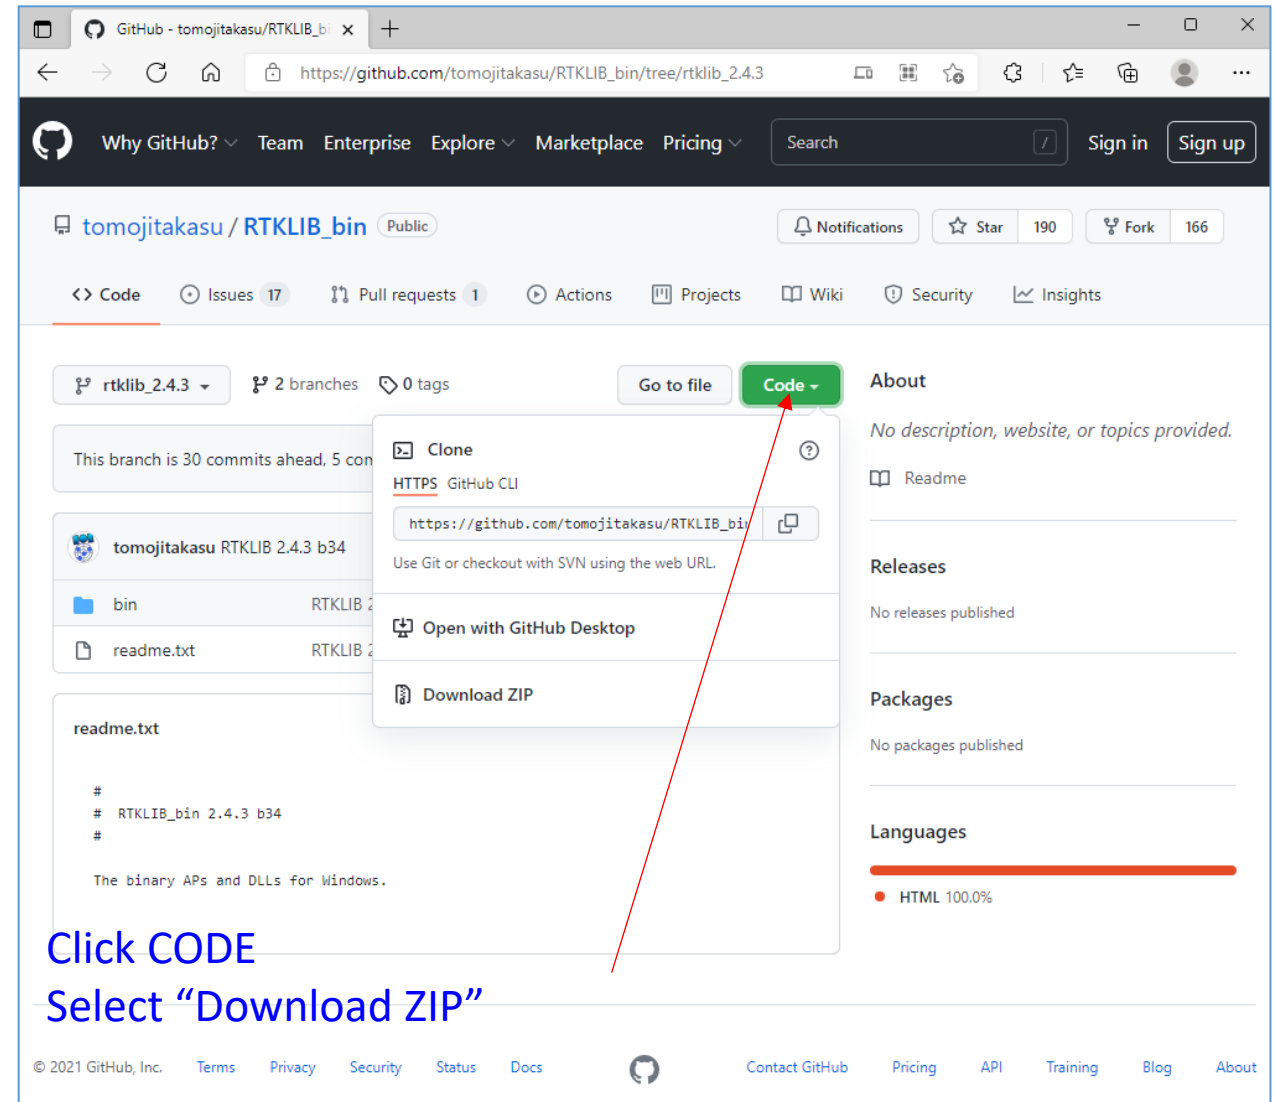 GitHub - tomojitakasu/RTKLIB_bi
https://github.com/tomojitakasu/RTKLIB_bin/tree/rtklib_2.4.3
Why GitHub? Team Enterprise Explore Marketplace Pricing Search / Sign in Sign up
tomojitakasu / RTKLIB_bin Public Notifications Star 190 Fork 166
Code Issues 17 Pull requests 1 Actions Projects Wiki Security Insights
rtklib_2.4.3 2 branches 0 tags Go to file Code
This branch is 30 commits ahead, 5 com
tomojitakasu RTKLIB 2.4.3 b34
bin RTKLIB 2
readme.txt RTKLIB 2
Clone
HTTPS GitHub CLI
https://github.com/tomojitakasu/RTKLIB_bin
Use Git or checkout with SVN using the web URL.
Open with GitHub Desktop
Download ZIP
readme.txt
#
# RTKLIB_bin 2.4.3 b34
#
The binary APs and DLLs for Windows.
About
No description, website, or topics provided.
Readme
Releases
No releases published
Packages
No packages published
Languages
HTML 100.0%
Click CODE
Select “Download ZIP”
© 2021 GitHub, Inc. Terms Privacy Security Status Docs Contact GitHub Pricing API Training Blog About